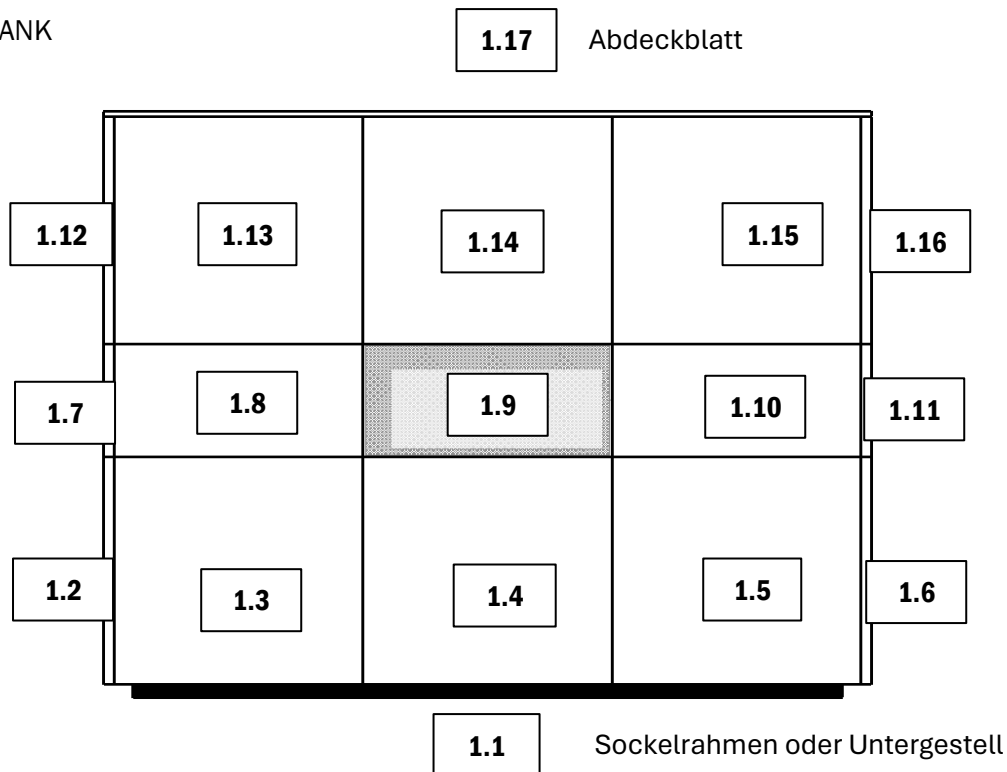 ANK
1.17 Abdeckblatt
1.12 1.13 1.14 1.15 1.16
1.7 1.8 1.9 1.10 1.11
1.2 1.3 1.4 1.5 1.6
1.1 Sockelrahmen oder Untergestell